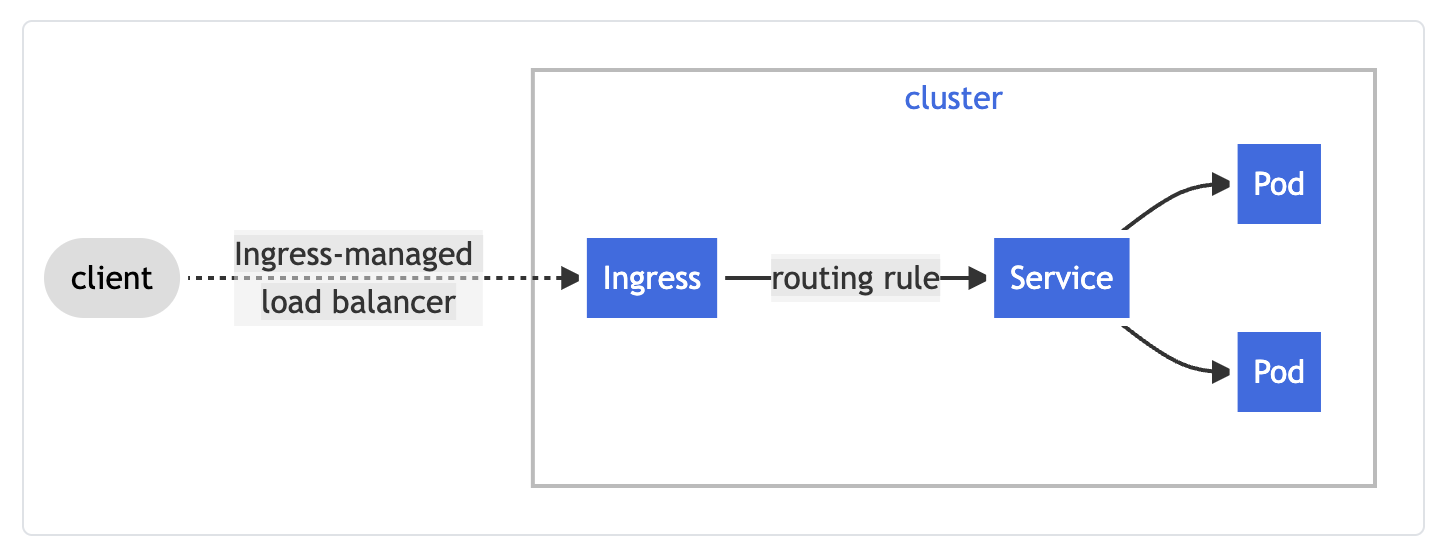 cluster
client
Ingress-managed
load balancer
Ingress
routing rule
Service
Pod
Pod